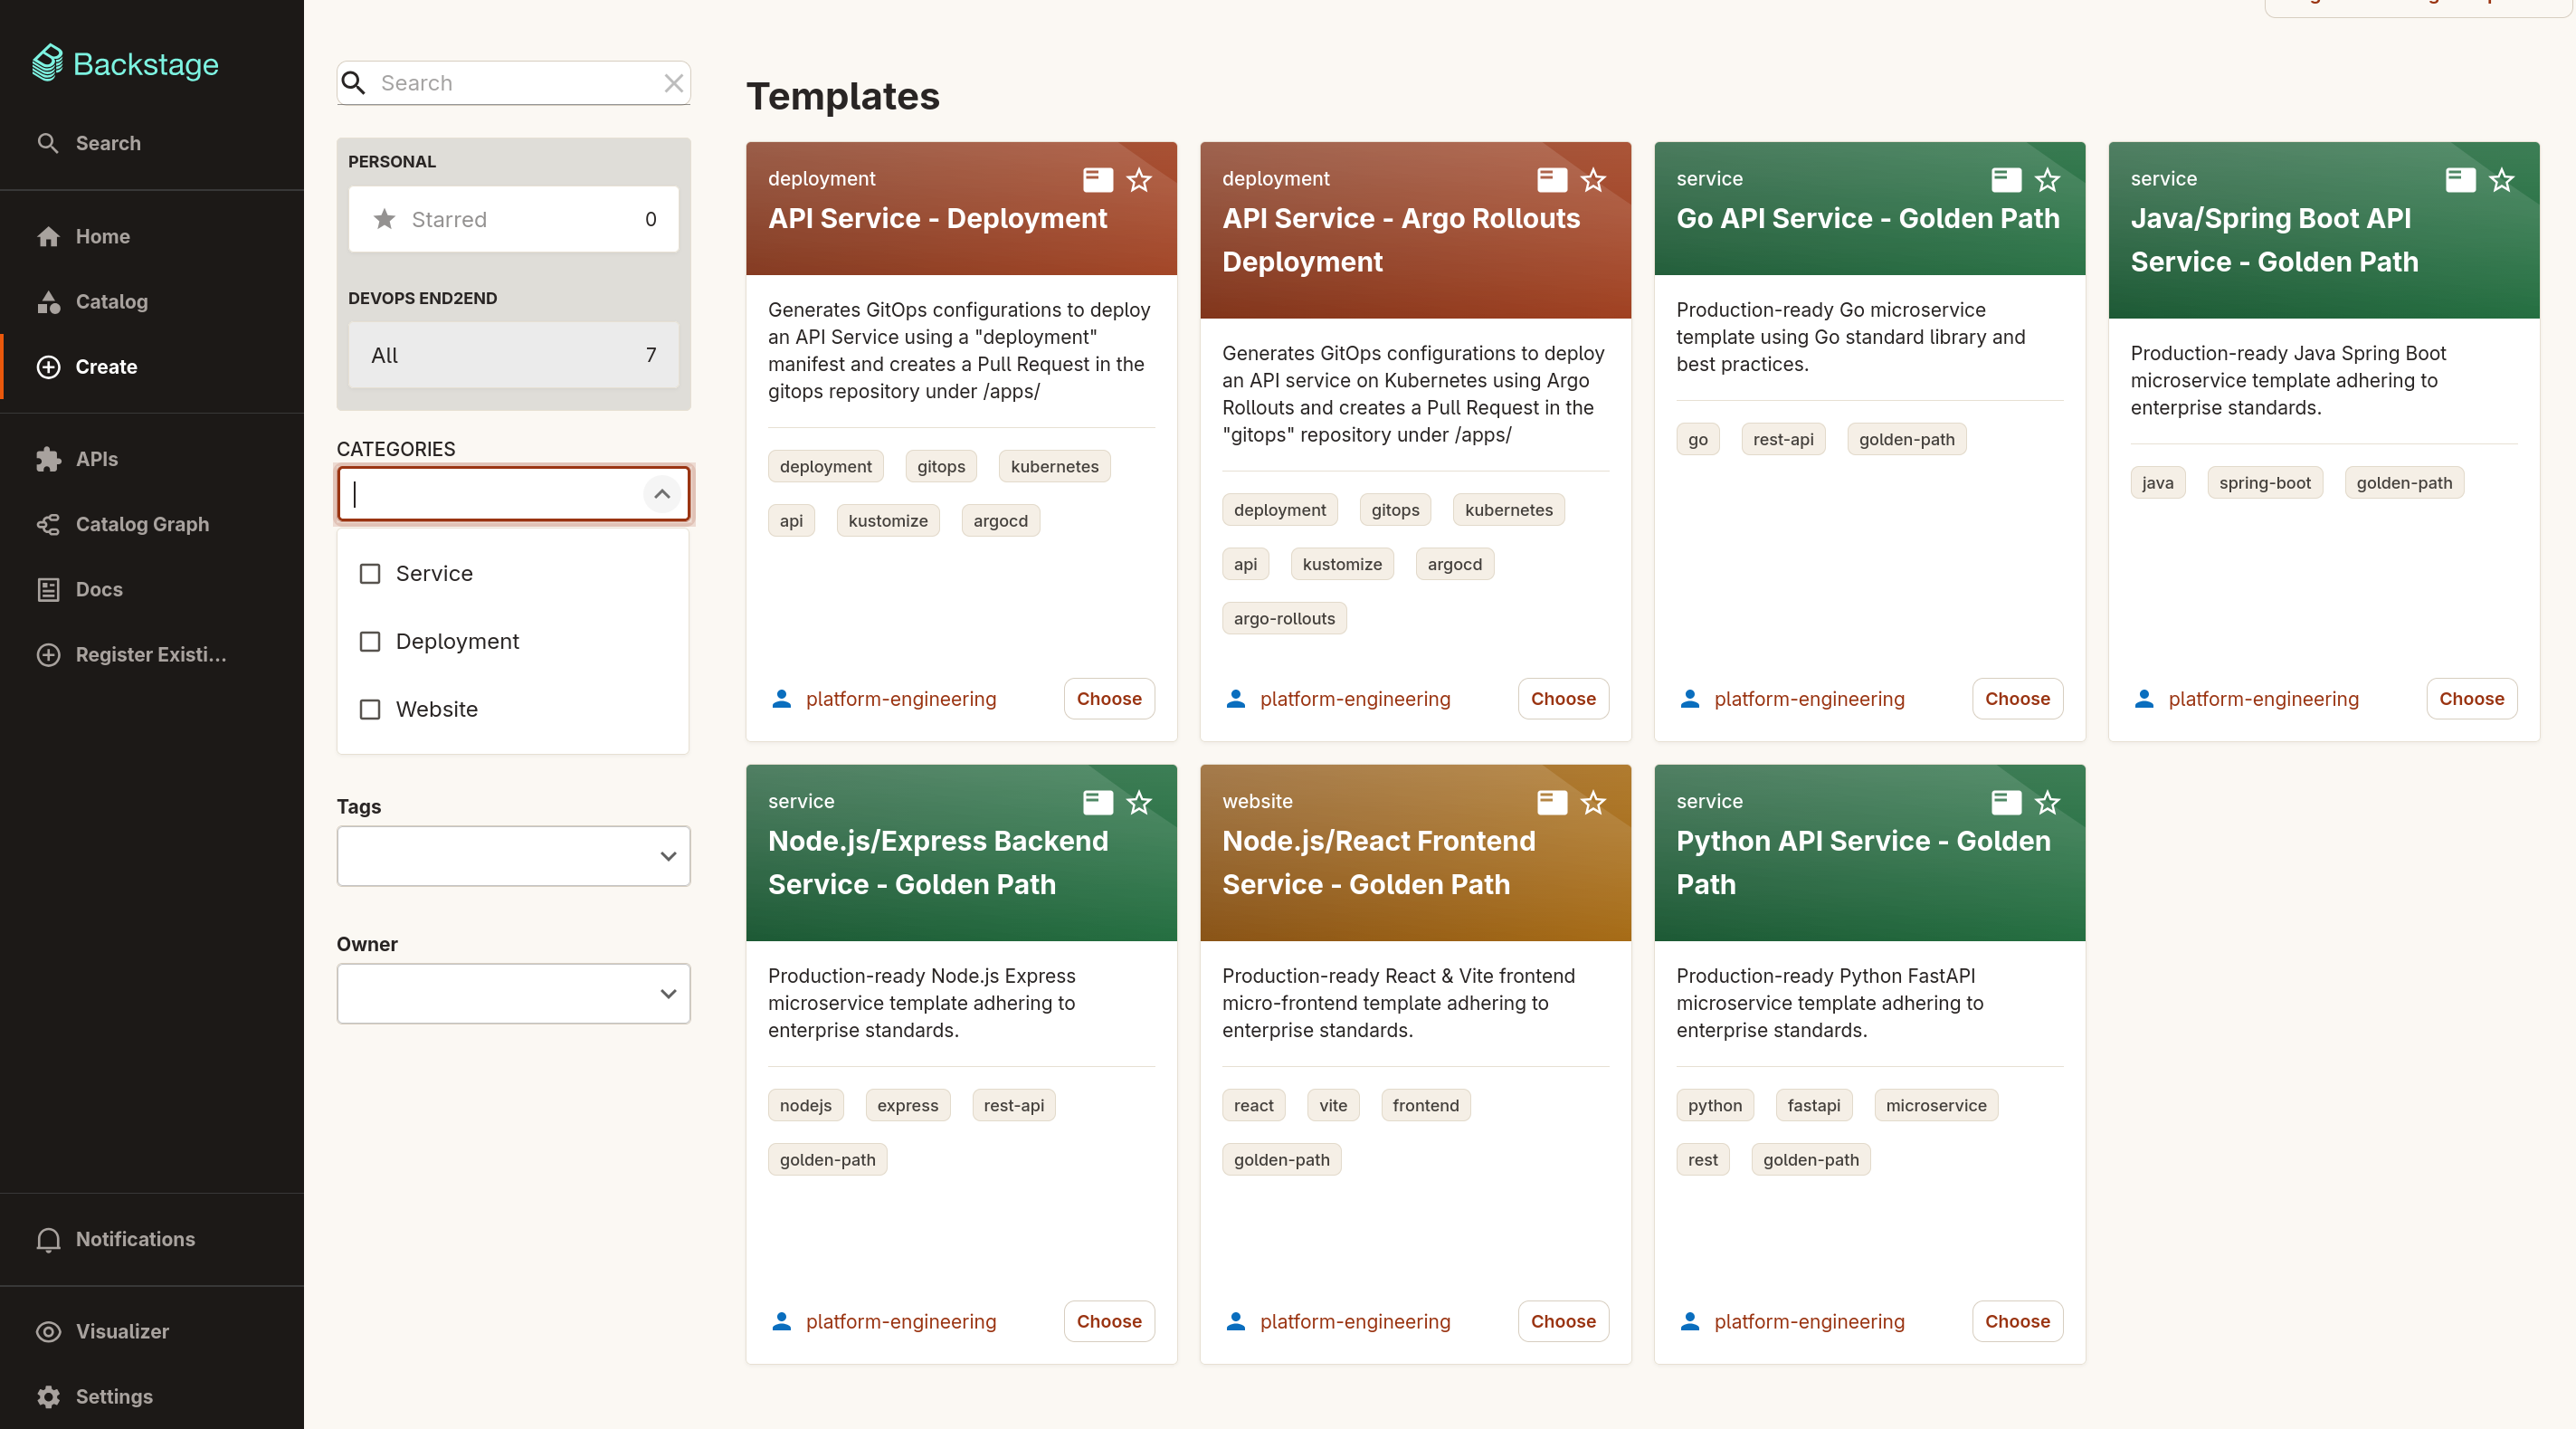 Backstage
Search
Home
Catalog
Create
APIs
Catalog Graph
Docs
Register Existi...
Notifications
Visualizer
Settings
Search
PERSONAL
Starred 0
DEVOPS END2END
All 7
CATEGORIES
Service
Deployment
Website
Tags
Owner
Templates
deployment
API Service - Deployment
Generates GitOps configurations to deploy
an API Service using a "deployment"
manifest and creates a Pull Request in the
gitops repository under /apps/
deployment gitops kubernetes
api kustomize argocd
platform-engineering Choose
deployment
API Service - Argo Rollouts
Deployment
Generates GitOps configurations to deploy
an API service on Kubernetes using Argo
Rollouts and creates a Pull Request in the
"gitops" repository under /apps/
deployment gitops kubernetes
api kustomize argocd
argo-rollouts
platform-engineering Choose
service
Go API Service - Golden Path
Production-ready Go microservice
template using Go standard library and
best practices.
go rest-api golden-path
platform-engineering Choose
service
Java/Spring Boot API
Service - Golden Path
Production-ready Java Spring Boot
microservice template adhering to
enterprise standards.
java spring-boot golden-path
platform-engineering Choose
service
Node.js/Express Backend
Service - Golden Path
Production-ready Node.js Express
microservice template adhering to
enterprise standards.
nodejs express rest-api
golden-path
platform-engineering Choose
website
Node.js/React Frontend
Service - Golden Path
Production-ready React & Vite frontend
micro-frontend template adhering to
enterprise standards.
react vite frontend
golden-path
platform-engineering Choose
service
Python API Service - Golden
Path
Production-ready Python FastAPI
microservice template adhering to
enterprise standards.
python fastapi microservice
rest golden-path
platform-engineering Choose